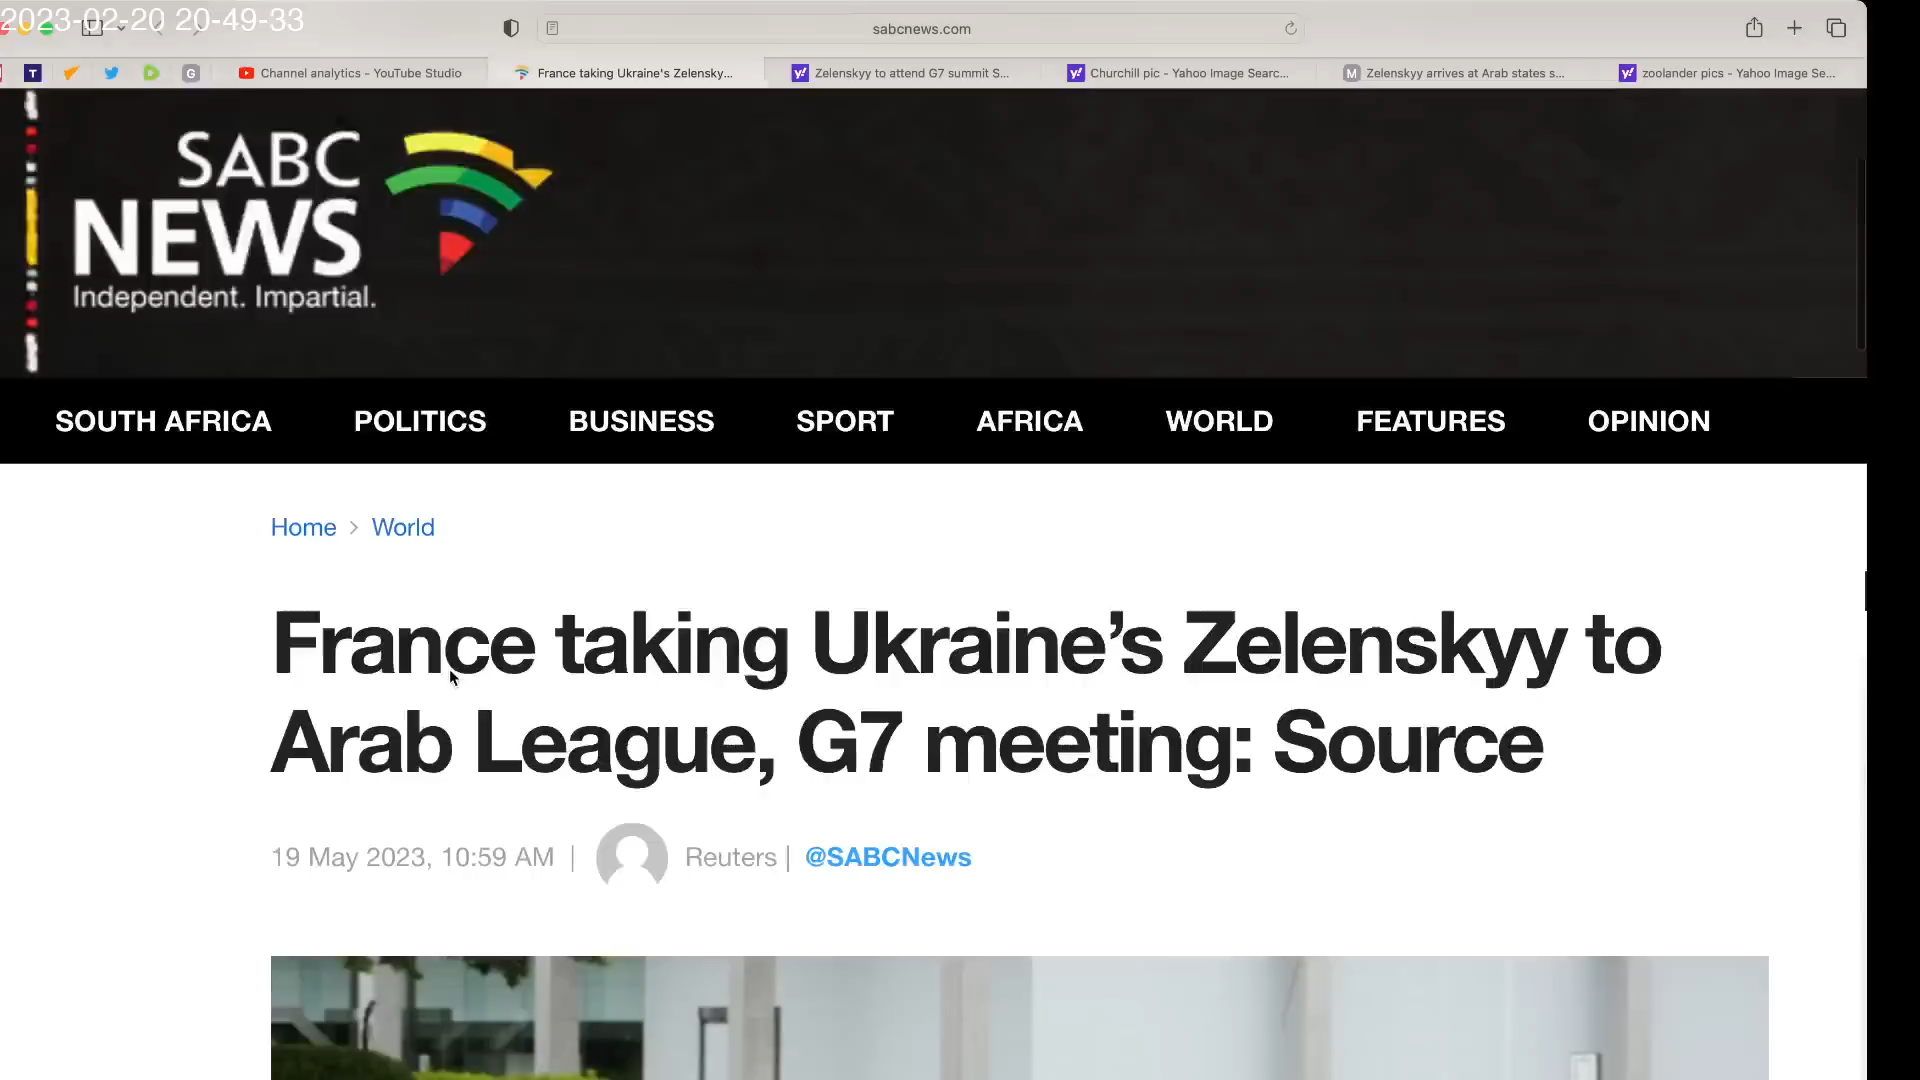 2023-02-20 20-49-33
sabcnews.com
T
G
Channel analytics - YouTube Studio
France taking Ukraine's Zelensky...
y!
Zelenskyy to attend G7 summit S...
y!
Churchill pic - Yahoo Image Searc...
M
Zelenskyy arrives at Arab states s...
y!
zoolander pics - Yahoo Image Se...
SABC
NEWS
Independent. Impartial.
SOUTH AFRICA
POLITICS
BUSINESS
SPORT
AFRICA
WORLD
FEATURES
OPINION
Home > World
France taking Ukraine’s Zelenskyy to
Arab League, G7 meeting: Source
19 May 2023, 10:59 AM | Reuters | @SABCNews